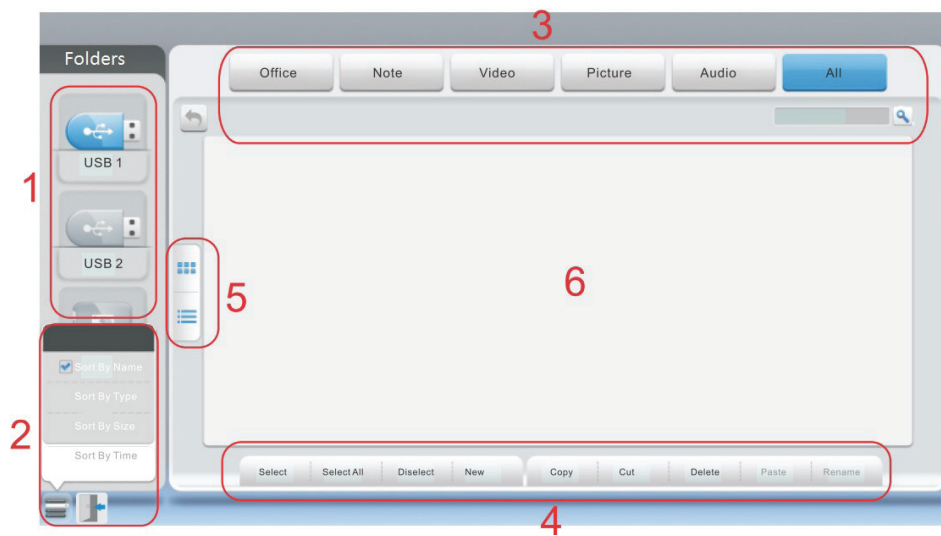 3
Folders
Office Note Video Picture Audio All
USB 1
1
USB 2
5
6
Sort By Name
Sort By Type
2
Sort By Size
Sort By Time
Select Select All Diselect New Copy Cut Delete Paste Rename
4